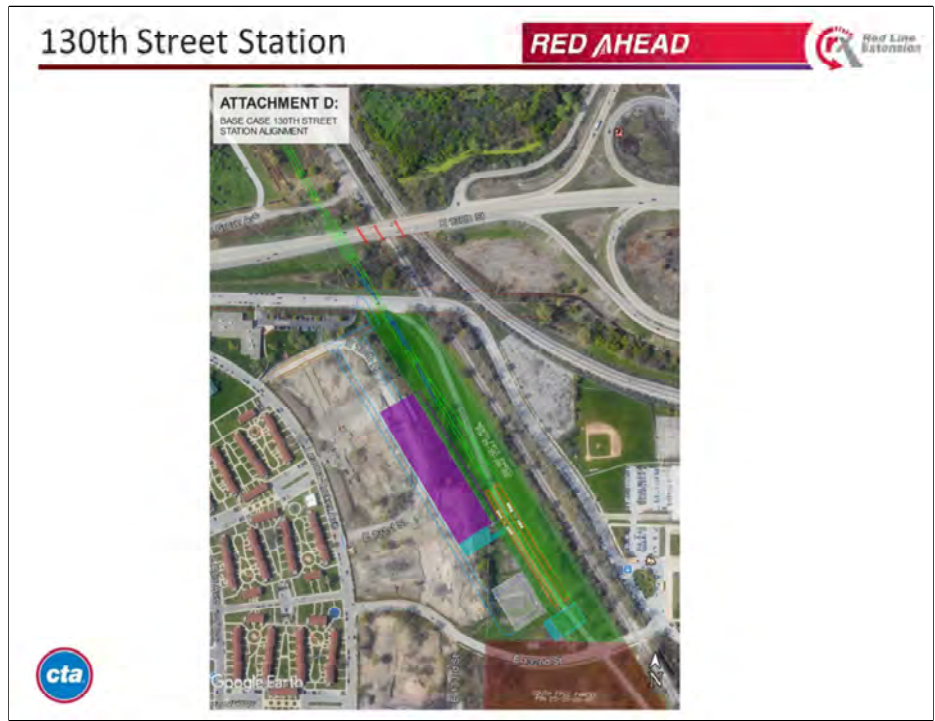 130th Street Station
RED AHEAD
Red Line
Extension
ATTACHMENT D:
BASE CASE 130TH STREET
STATION ALIGNMENT
cta
Google Earth
N